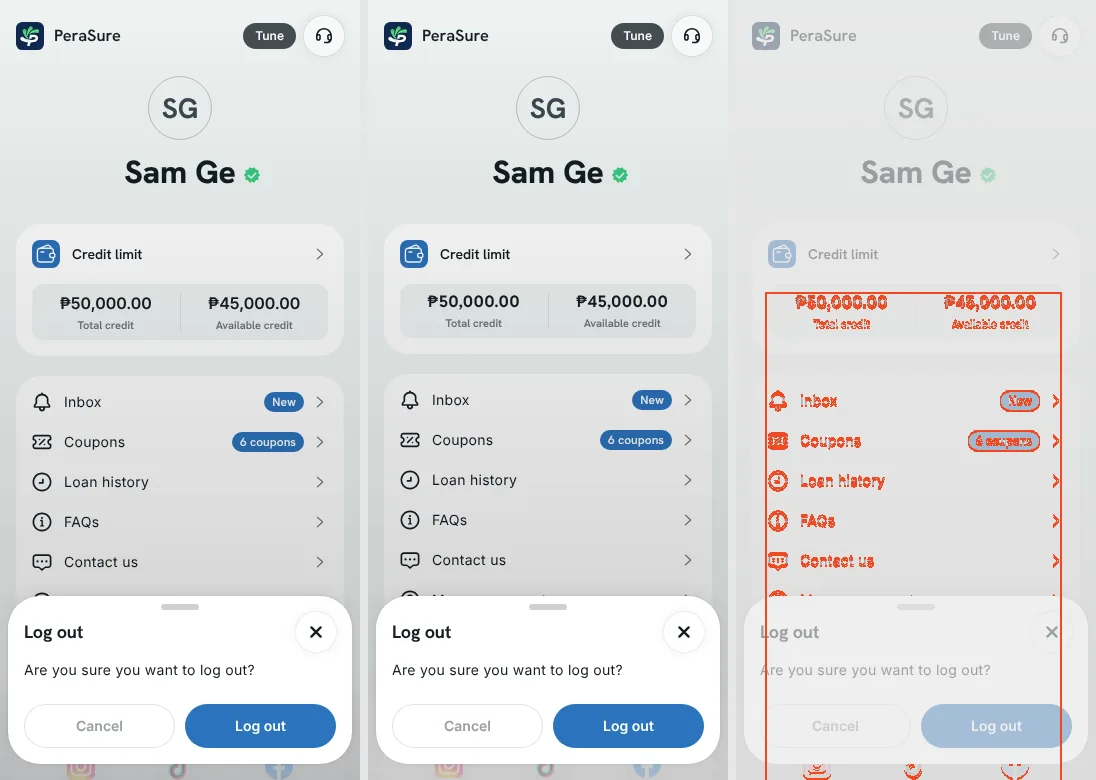 PeraSure
Tune
SG
Sam Ge
Credit limit
₱50,000.00
₱45,000.00
Total credit
Available credit
Inbox
New
Coupons
6 coupons
Loan history
FAQs
Contact us
Log out
Are you sure you want to log out?
Cancel
Log out
PeraSure
Tune
SG
Sam Ge
Credit limit
₱50,000.00
₱45,000.00
Total credit
Available credit
Inbox
New
Coupons
6 coupons
Loan history
FAQs
Contact us
Log out
Are you sure you want to log out?
Cancel
Log out
PeraSure
Tune
SG
Sam Ge
Credit limit
₱50,000.00
₱45,000.00
Total credit
Available credit
Inbox
New
Coupons
6 coupons
Loan history
FAQs
Contact us
Log out
Are you sure you want to log out?
Cancel
Log out